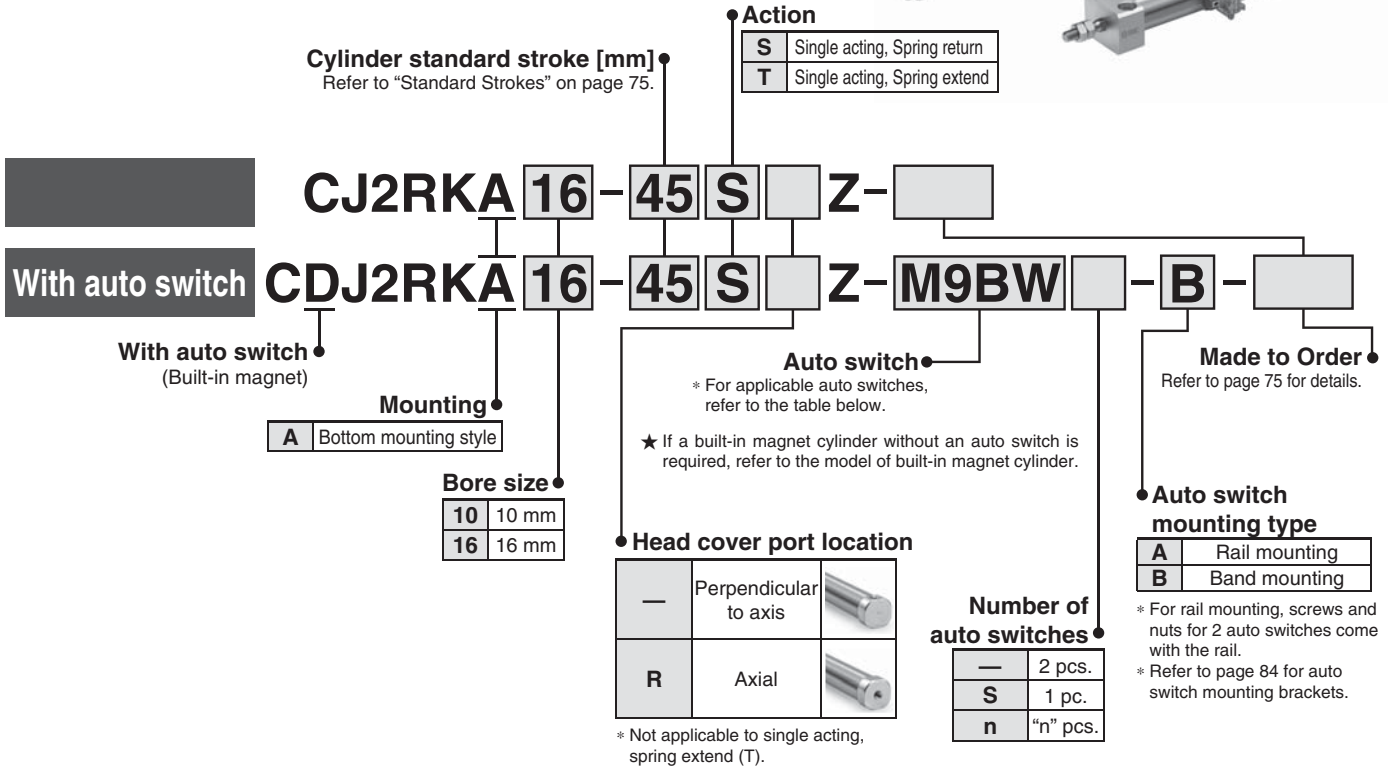 Action
S Single acting, Spring return
T Single acting, Spring extend
Cylinder standard stroke [mm]
Refer to “Standard Strokes” on page 75.
CJ2RKA 16 - 45 S Z-
With auto switch CDJ2RKA 16 - 45 S Z- M9BW - B -
With auto switch
(Built-in magnet)
Mounting
A Bottom mounting style
Bore size
10 10 mm
16 16 mm
Auto switch
* For applicable auto switches,
refer to the table below.
★ If a built-in magnet cylinder without an auto switch is
required, refer to the model of built-in magnet cylinder.
Made to Order
Refer to page 75 for details.
Head cover port location
— Perpendicular
to axis
R Axial
* Not applicable to single acting,
spring extend (T).
Number of
auto switches
— 2 pcs.
S 1 pc.
n “n” pcs.
Auto switch
mounting type
A Rail mounting
B Band mounting
* For rail mounting, screws and
nuts for 2 auto switches come
with the rail.
* Refer to page 84 for auto
switch mounting brackets.